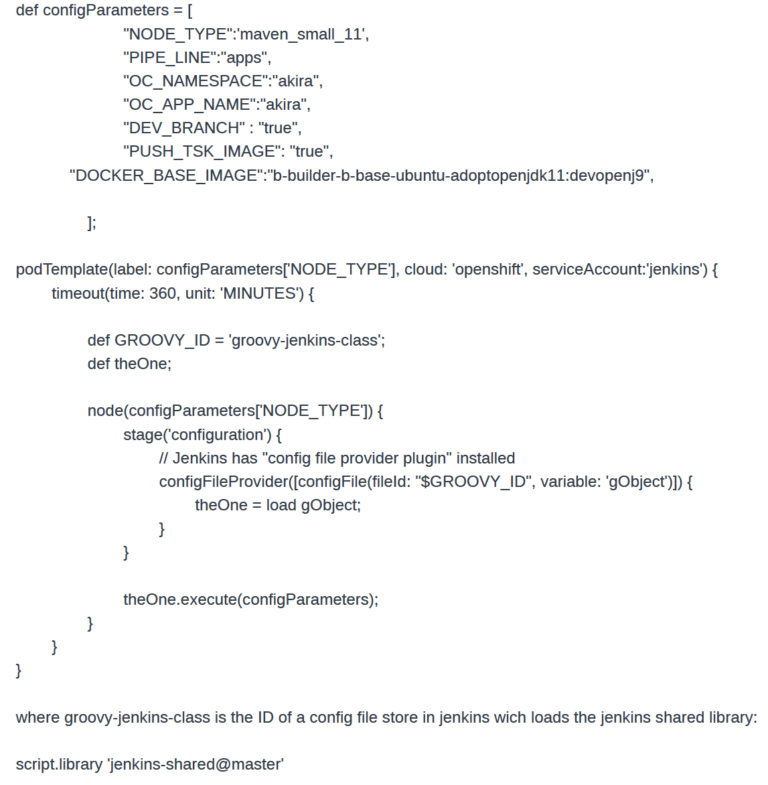 def configParameters = [
"NODE_TYPE":'maven_small_11',
"PIPE_LINE":"apps",
"OC_NAMESPACE":"akira",
"OC_APP_NAME":"akira",
"DEV_BRANCH" : "true",
"PUSH_TSK_IMAGE": "true",
"DOCKER_BASE_IMAGE":"b-builder-b-base-ubuntu-adoptopenjdk11:devopenj9",
];
podTemplate(label: configParameters['NODE_TYPE'], cloud: 'openshift', serviceAccount:'jenkins') {
timeout(time: 360, unit: 'MINUTES') {
def GROOVY_ID = 'groovy-jenkins-class';
def theOne;
node(configParameters['NODE_TYPE']) {
stage('configuration') {
// Jenkins has "config file provider plugin" installed
configFileProvider([configFile(fileId: "$GROOVY_ID", variable: 'gObject')]) {
theOne = load gObject;
}
}
theOne.execute(configParameters);
}
}
}
where groovy-jenkins-class is the ID of a config file store in jenkins wich loads the jenkins shared library:
script.library 'jenkins-shared@master'